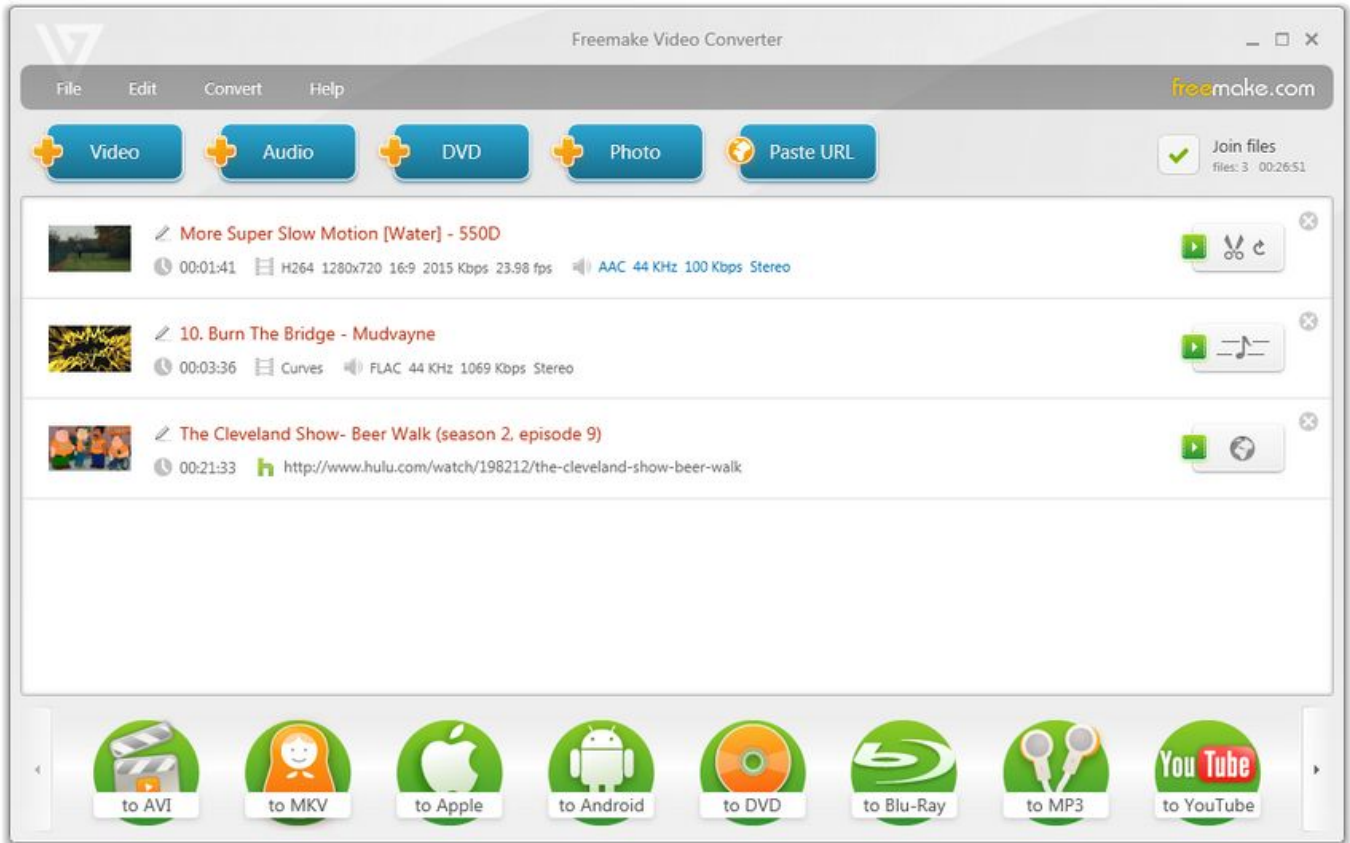 Freemake Video Converter
File Edit Convert Help freemake.com
Video Audio DVD Photo Paste URL
Join files
files: 3 00:26:51
More Super Slow Motion [Water] - 550D
00:01:41 H264 1280x720 16:9 2015 Kbps 23.98 fps AAC 44 KHz 100 Kbps Stereo
10. Burn The Bridge - Mudvayne
00:03:36 Curves FLAC 44 KHz 1069 Kbps Stereo
The Cleveland Show- Beer Walk (season 2, episode 9)
00:21:33 h http://www.hulu.com/watch/198212/the-cleveland-show-beer-walk
You Tube
to AVI to MKV to Apple to Android to DVD to Blu-Ray to MP3 to YouTube